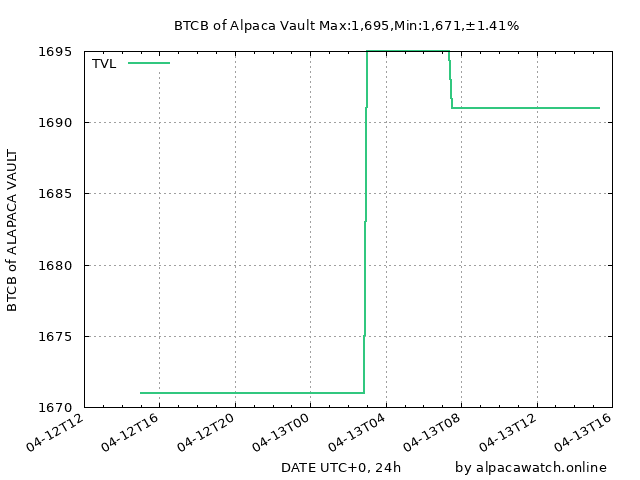 BTCB of Alpaca Vault Max:1,695,Min:1,671,±1.41%
TVL
1695
1690
1685
1680
1675
1670
BTCB of ALAPACA VAULT
04-12T12
04-12T16
04-12T20
04-13T00
04-13T04
04-13T08
04-13T12
04-13T16
DATE UTC+0, 24h by alpacawatch.online